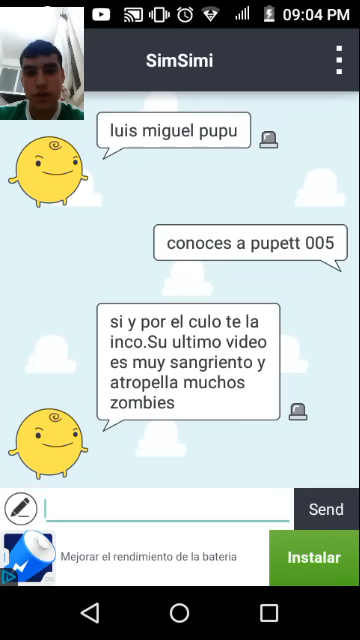 09:04 PM
SimSimi
luis miguel pupu
conoces a pupett 005
si y por el culo te la
inco.Su ultimo video
es muy sangriento y
atropella muchos
zombies
Send
Mejorar el rendimiento de la bateria
Instalar